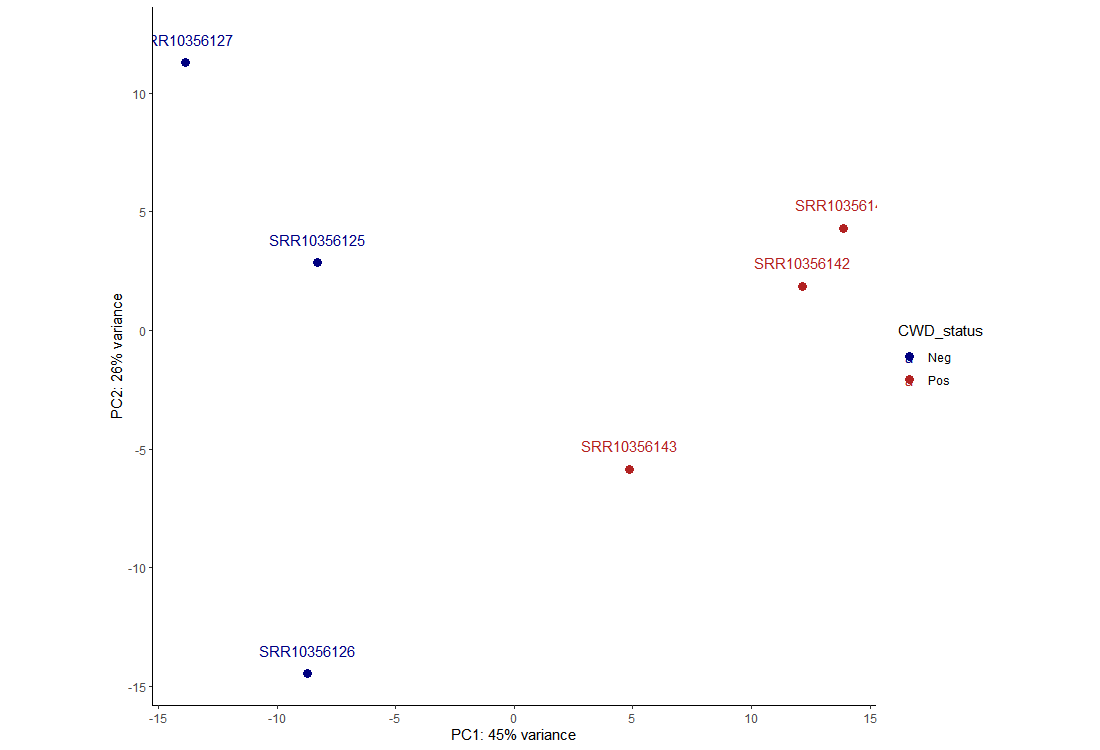 RR10356127
10
5
0
-5
-10
-15
PC2: 26% variance
SRR10356125
SRR1035614
SRR10356142
SRR10356143
SRR10356126
-15
-10
-5
0
5
10
15
PC1: 45% variance
CWD_status
Neg
Pos